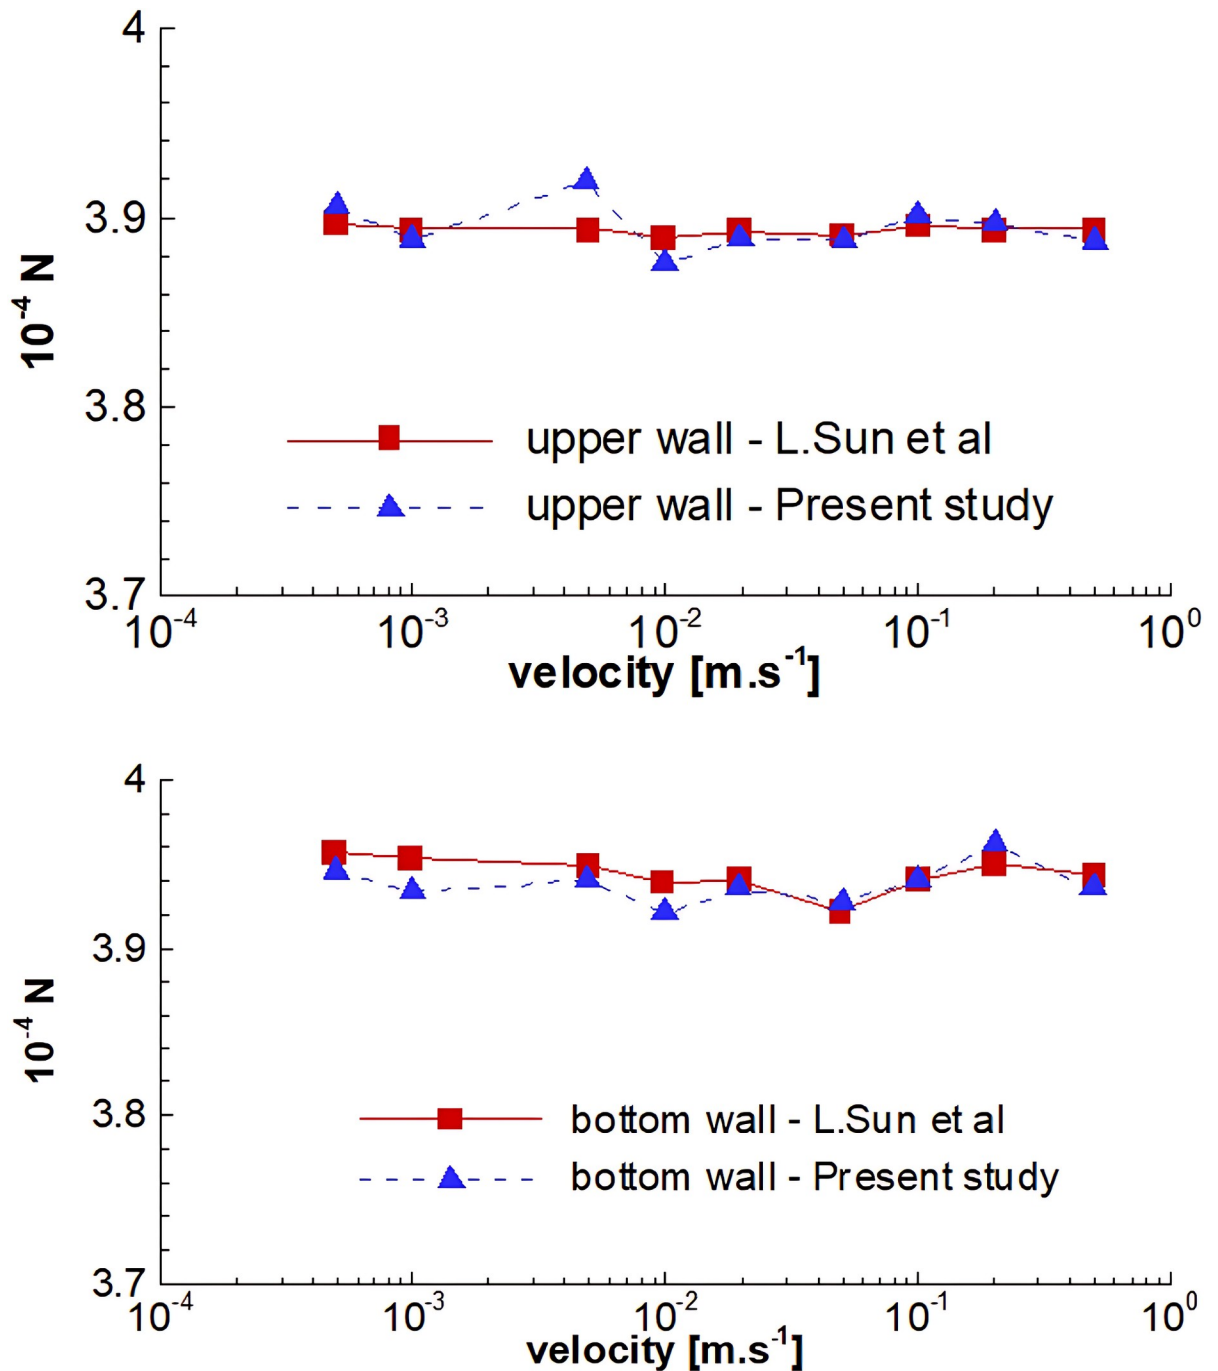 4
3.9
3.8
3.7
10⁻⁴ N
upper wall - L.Sun et al
upper wall - Present study
10⁻⁴ 10⁻³ 10⁻² 10⁻¹ 10⁰
velocity [m.s⁻¹]
4
3.9
3.8
3.7
10⁻⁴ N
bottom wall - L.Sun et al
bottom wall - Present study
10⁻⁴ 10⁻³ 10⁻² 10⁻¹ 10⁰
velocity [m.s⁻¹]